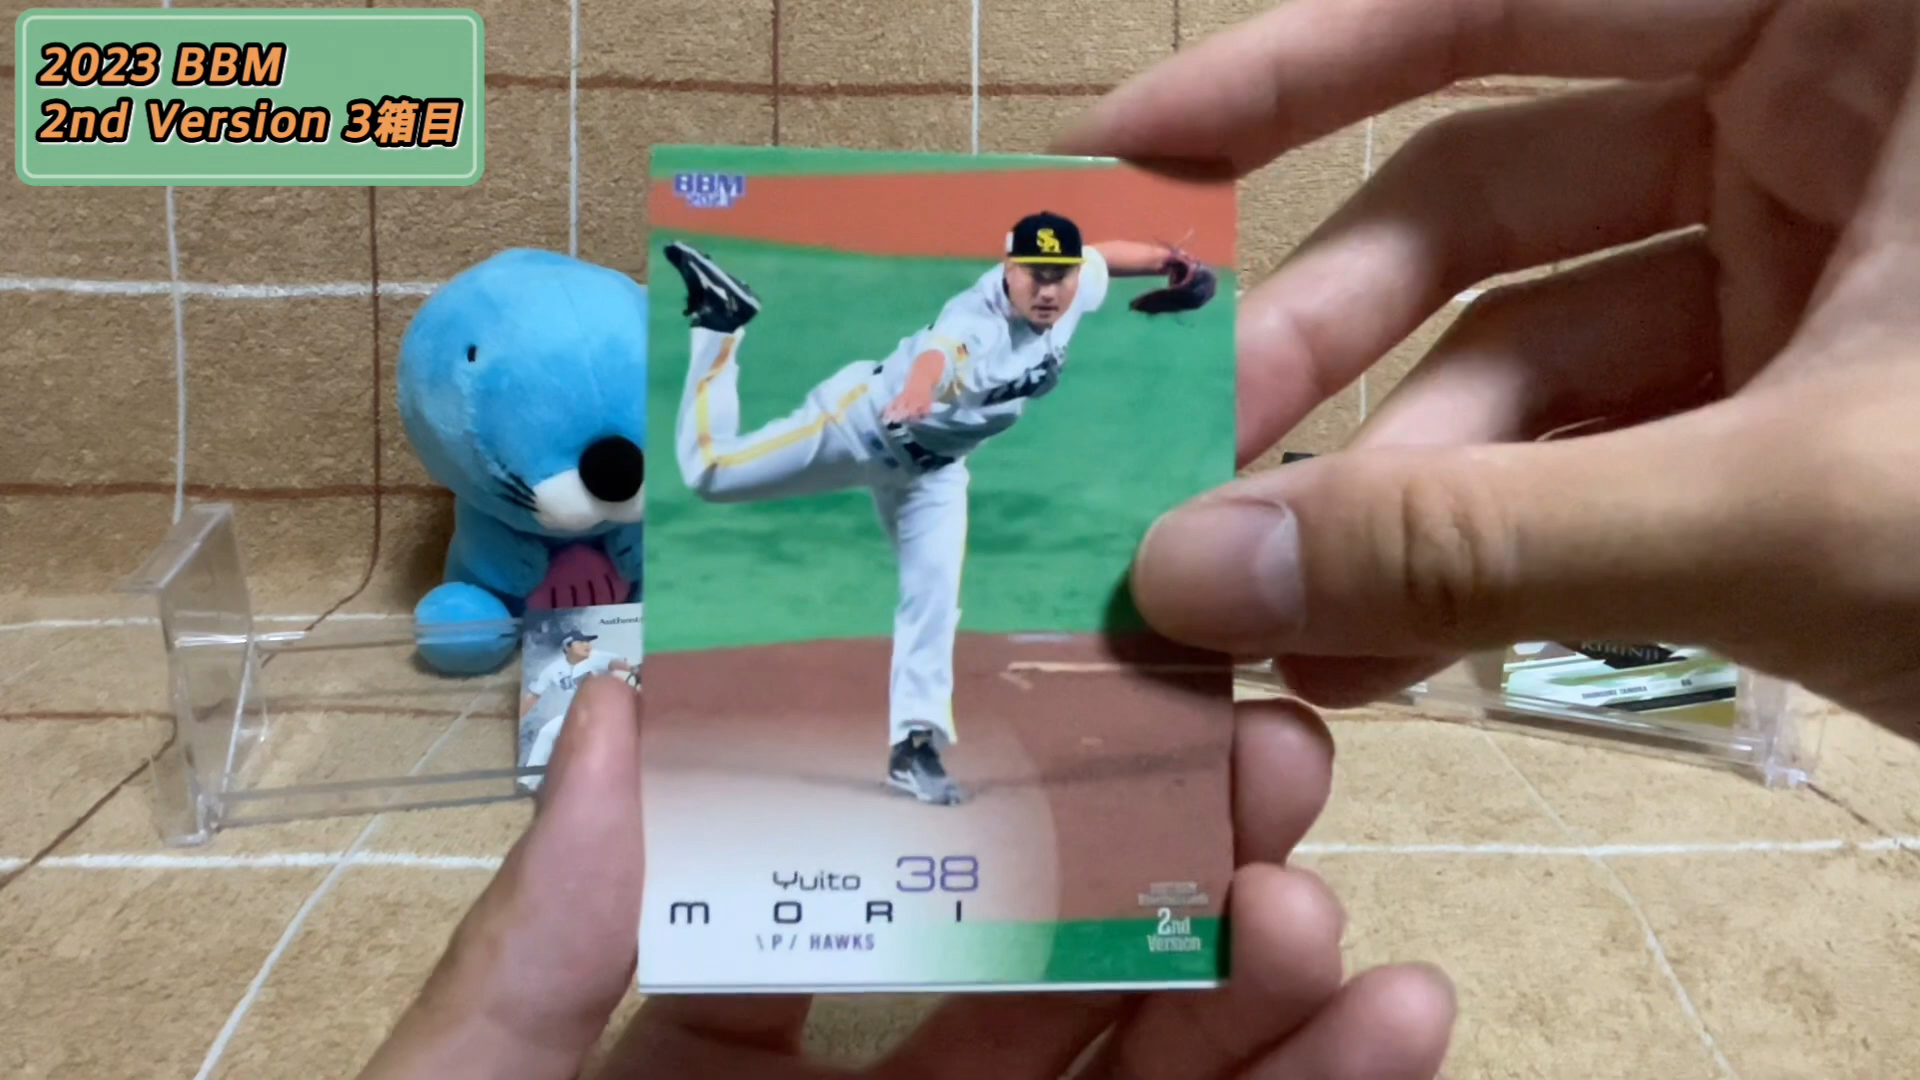 2023 BBM
2nd Version 3箱目
BBM
Yuito 38
MORI
\ P / HAWKS
2nd
Version